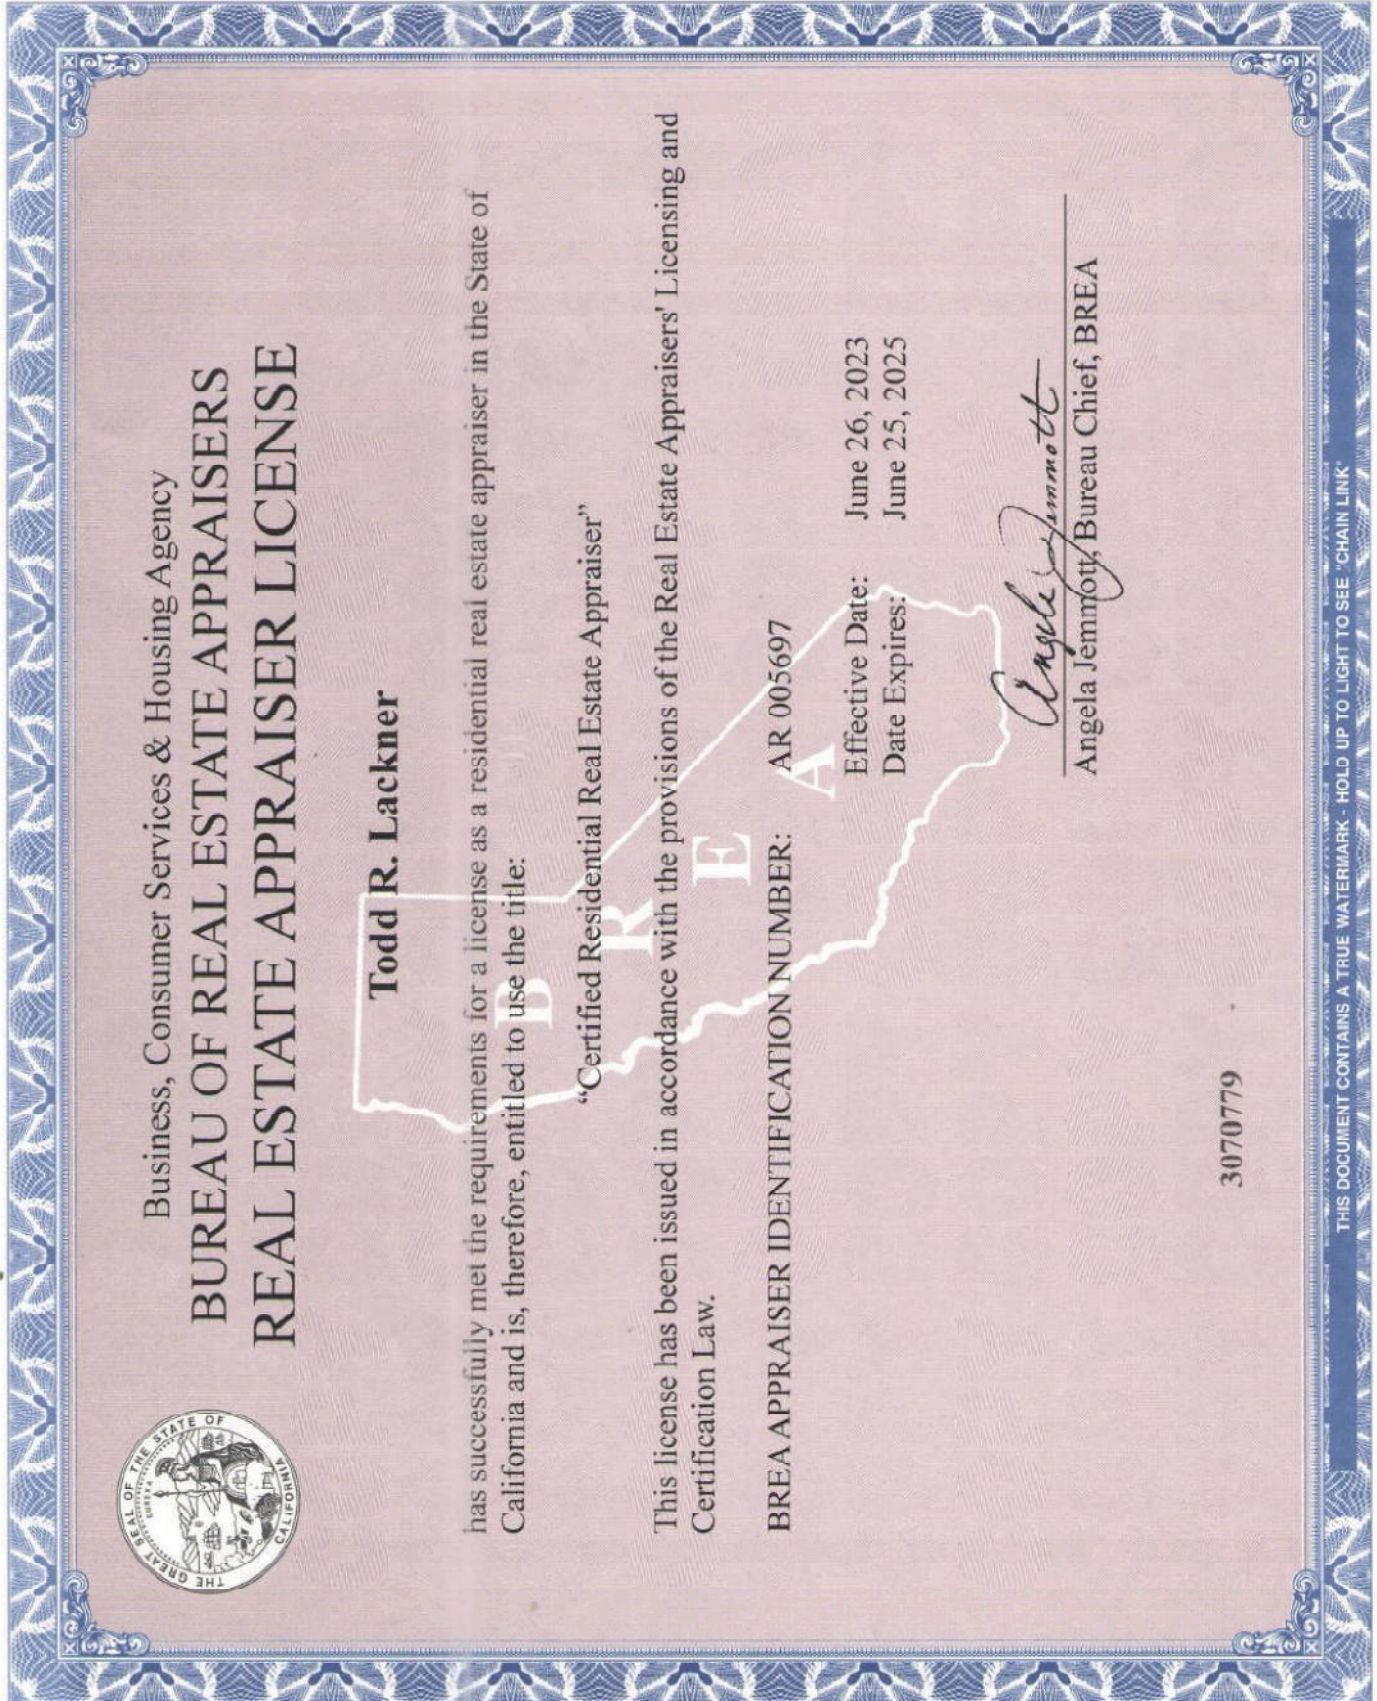 Business, Consumer Services & Housing Agency
BUREAU OF REAL ESTATE APPRAISERS
REAL ESTATE APPRAISER LICENSE
THE GREAT SEAL OF THE STATE OF CALIFORNIA
EUREKA
Todd R. Lackner
has successfully met the requirements for a license as a residential real estate appraiser in the State of
California and is, therefore, entitled to use the title:
“Certified Residential Real Estate Appraiser”
This license has been issued in accordance with the provisions of the Real Estate Appraisers' Licensing and
Certification Law.
B R E A
BREA APPRAISER IDENTIFICATION NUMBER: AR 005697
Effective Date: June 26, 2023
Date Expires: June 25, 2025
Angela Jemmott
Angela Jemmott, Bureau Chief, BREA
3070779
THIS DOCUMENT CONTAINS A TRUE WATERMARK - HOLD UP TO LIGHT TO SEE "CHAIN LINK"